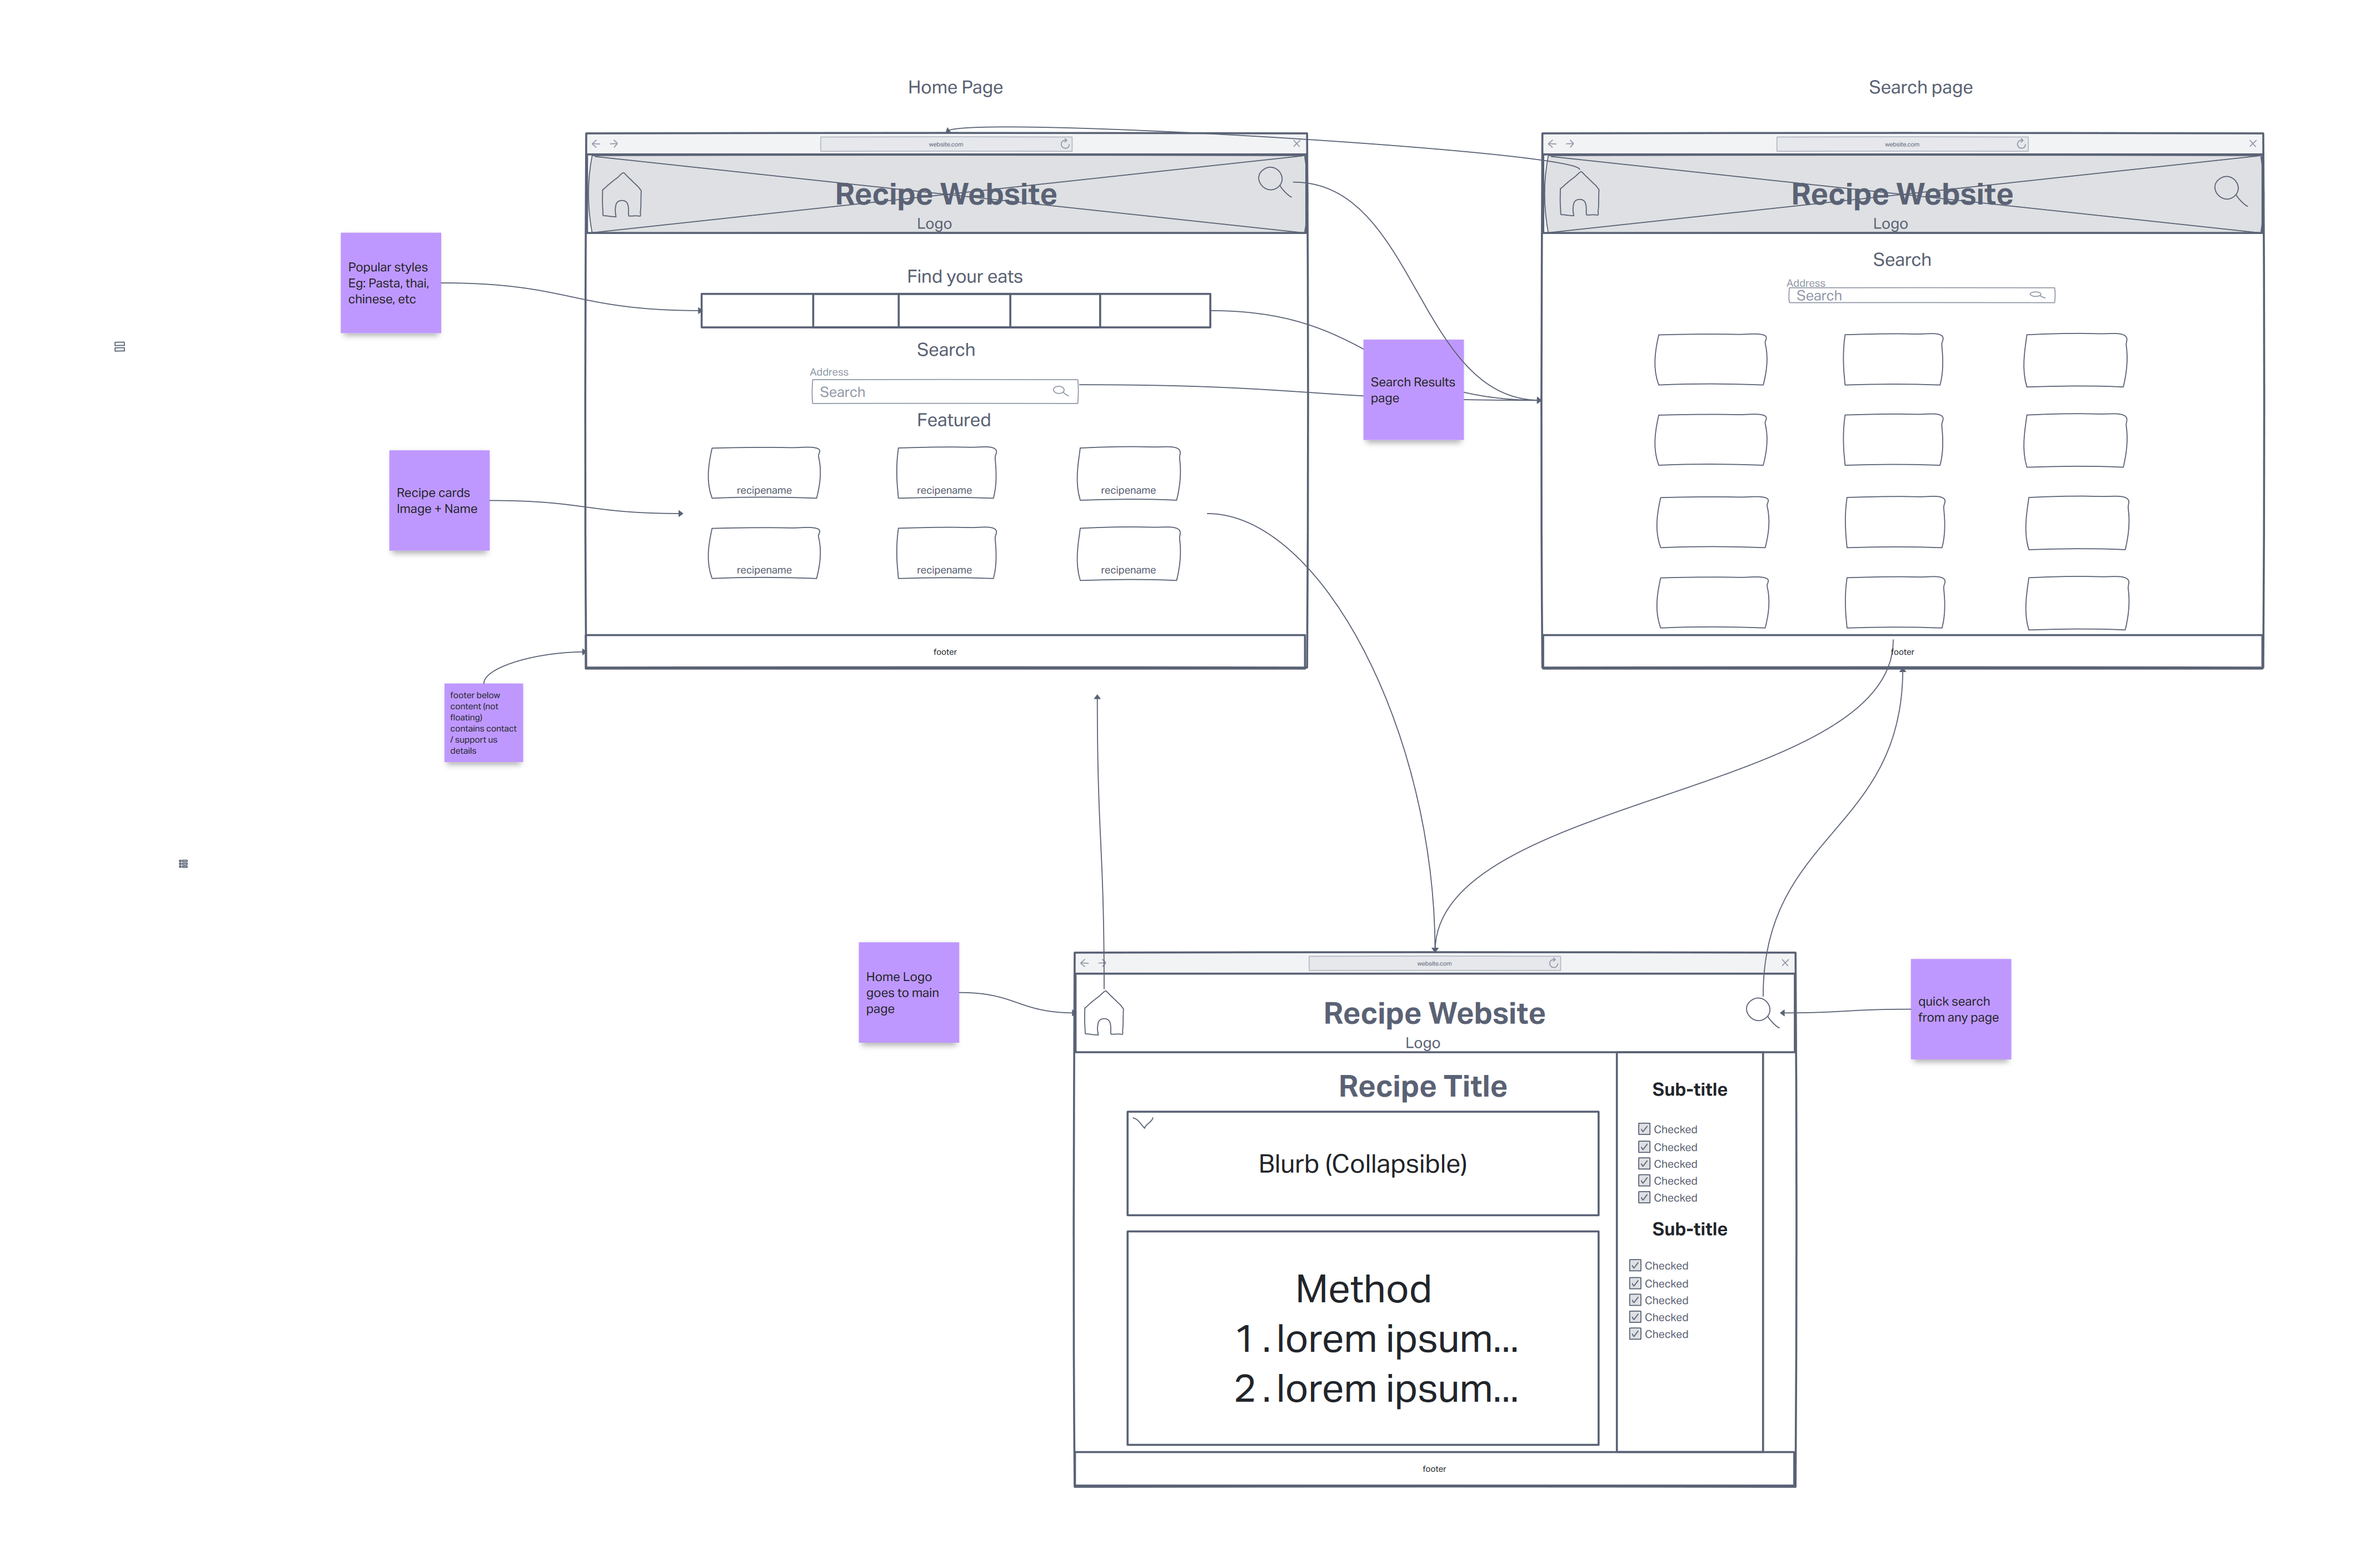 Home Page
website.com
Recipe Website
Logo
Find your eats
Search
Address
Search
Featured
recipename
recipename
recipename
recipename
recipename
recipename
footer
Popular styles
Eg: Pasta, thai,
chinese, etc
Recipe cards
Image + Name
footer below
content (not
floating)
contains contact
/ support us
details
Search Results
page
Search page
website.com
Recipe Website
Logo
Search
Address
Search
footer
Home Logo
goes to main
page
website.com
Recipe Website
Logo
Recipe Title
Blurb (Collapsible)
Method
1. lorem ipsum...
2. lorem ipsum...
Sub-title
Checked
Checked
Checked
Checked
Checked
Sub-title
Checked
Checked
Checked
Checked
Checked
footer
quick search
from any page